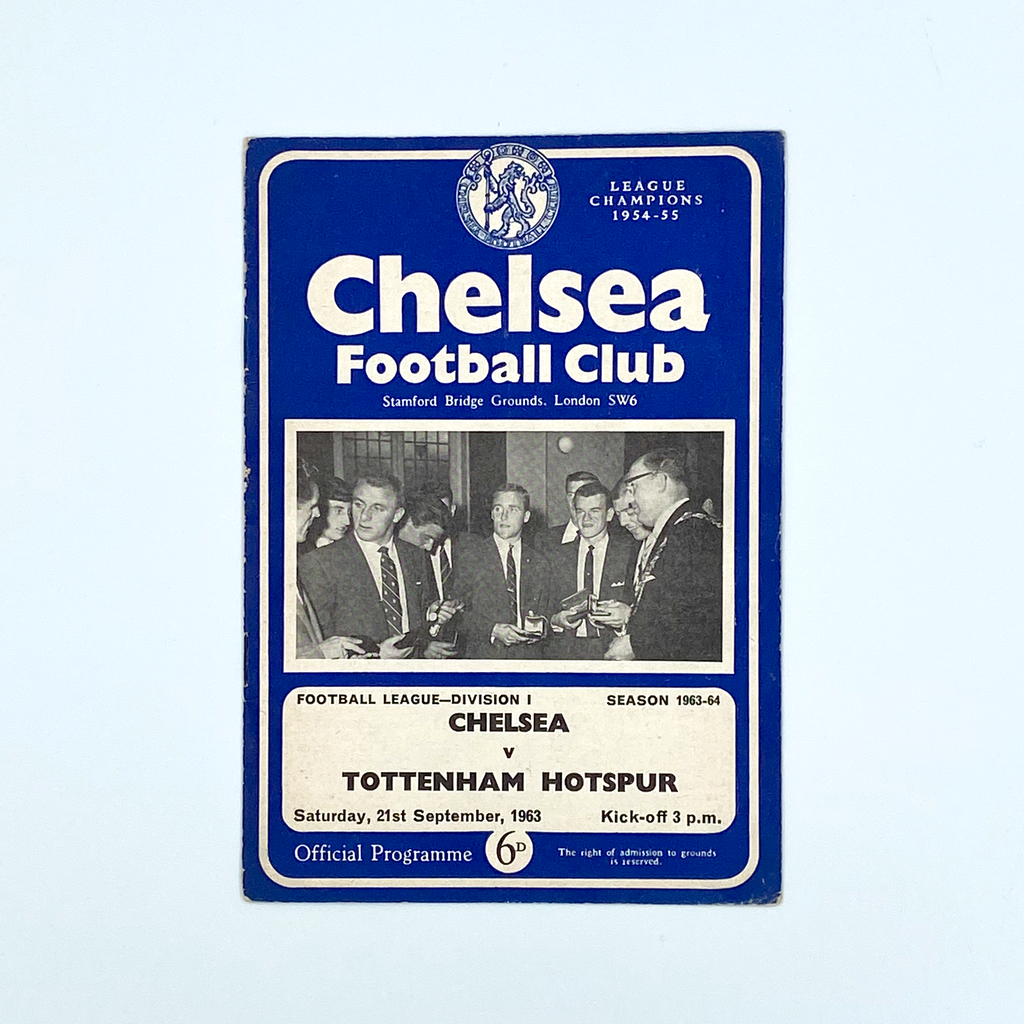 LEAGUE
CHAMPIONS
1954-55
Chelsea
Football Club
Stamford Bridge Grounds. London SW6
FOOTBALL LEAGUE—DIVISION I SEASON 1963-64
CHELSEA
v
TOTTENHAM HOTSPUR
Saturday, 21st September, 1963 Kick-off 3 p.m.
Official Programme 6D The right of admission to grounds
is reserved.